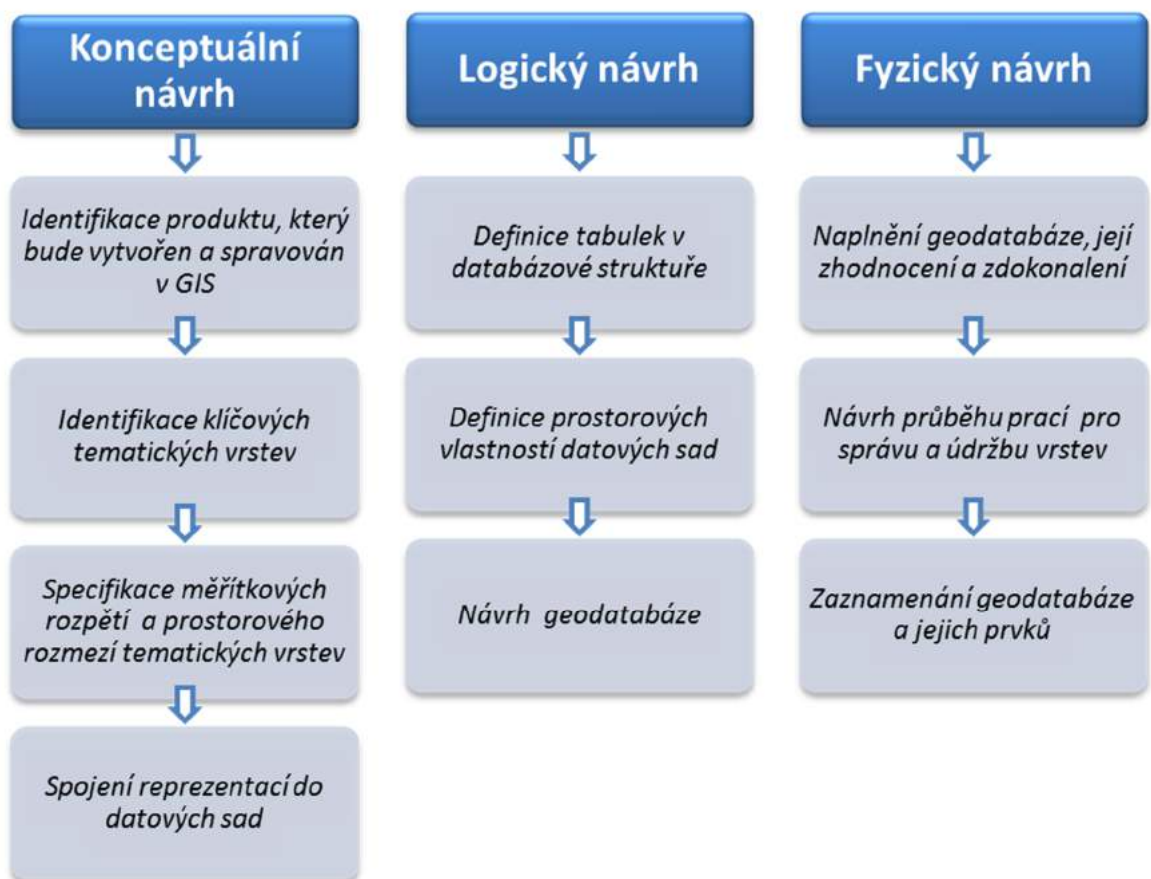 Konceptuální
návrh
Identifikace produktu, který
bude vytvořen a spravován
v GIS
Identifikace klíčových
tematických vrstev
Specifikace měřítkových
rozpětí a prostorového
rozmezí tematických vrstev
Spojení reprezentací do
datových sad
Logický návrh
Definice tabulek v
databázové struktuře
Definice prostorových
vlastností datových sad
Návrh geodatabáze
Fyzický návrh
Naplnění geodatabáze, její
zhodnocení a zdokonalení
Návrh průběhu prací pro
správu a údržbu vrstev
Zaznamenání geodatabáze
a jejich prvků